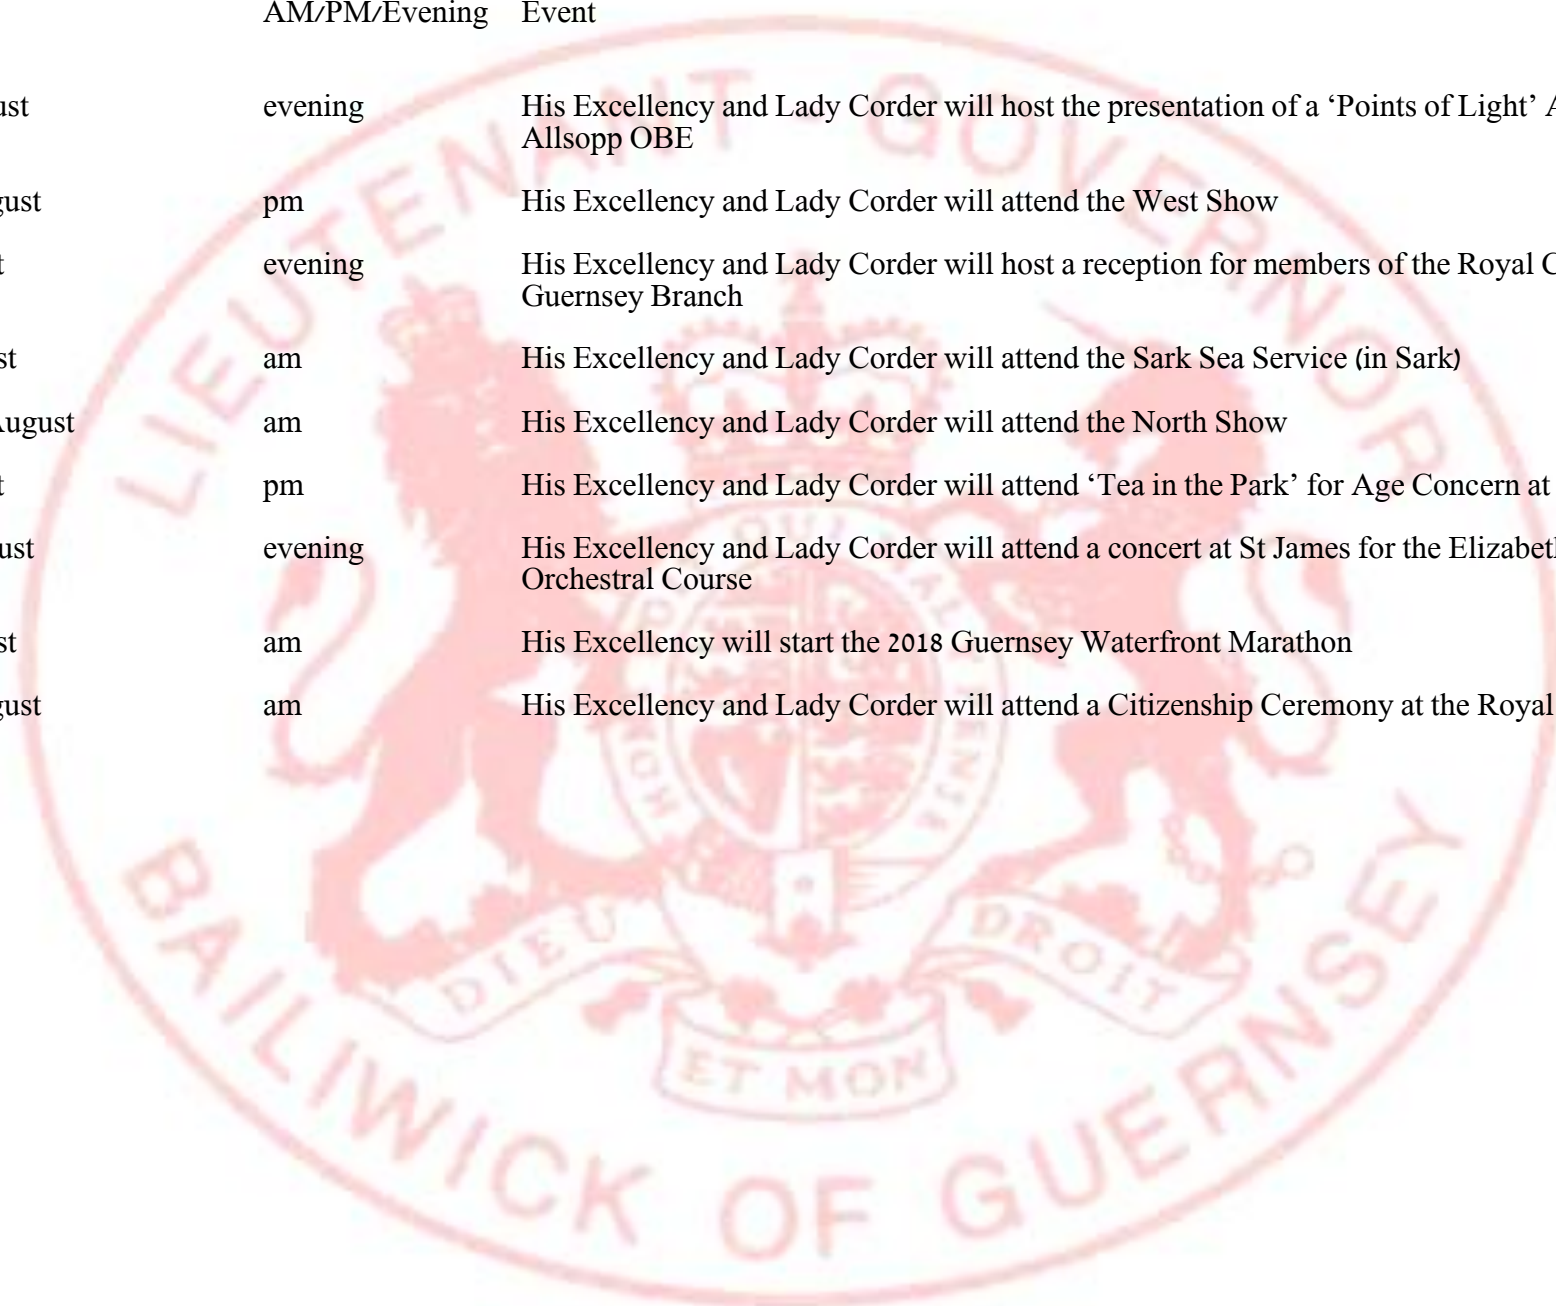 AM/PM/Evening Event
ust evening His Excellency and Lady Corder will host the presentation of a ‘Points of Light’ A
Allsopp OBE
gust pm His Excellency and Lady Corder will attend the West Show
t evening His Excellency and Lady Corder will host a reception for members of the Royal C
Guernsey Branch
st am His Excellency and Lady Corder will attend the Sark Sea Service (in Sark)
August am His Excellency and Lady Corder will attend the North Show
t pm His Excellency and Lady Corder will attend ‘Tea in the Park’ for Age Concern at
ust evening His Excellency and Lady Corder will attend a concert at St James for the Elizabeth
Orchestral Course
st am His Excellency will start the 2018 Guernsey Waterfront Marathon
gust am His Excellency and Lady Corder will attend a Citizenship Ceremony at the Royal
LIEUTENANT GOVERNOR
DIEU
ET MON
DROIT
BAILIWICK OF GUERNSEY